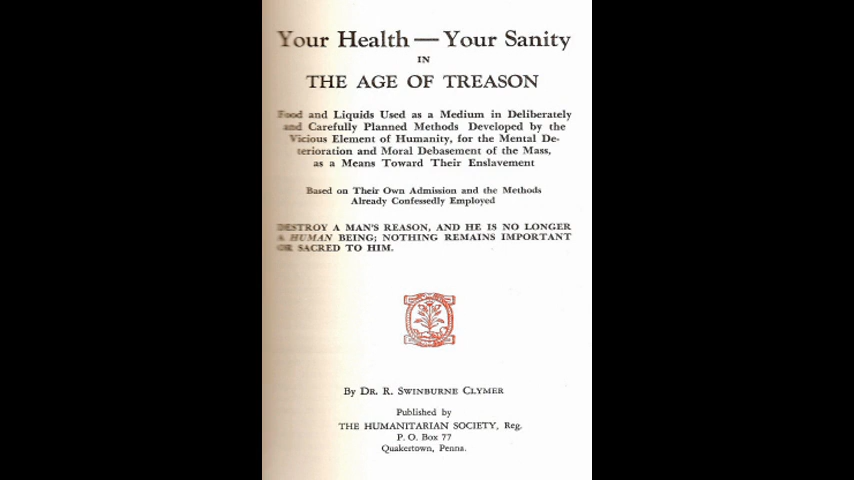 Your Health — Your Sanity
IN
THE AGE OF TREASON
Food and Liquids Used as a Medium in Deliberately
and Carefully Planned Methods Developed by the
Vicious Element of Humanity, for the Mental De-
terioration and Moral Debasement of the Mass,
as a Means Toward Their Enslavement
Based on Their Own Admission and the Methods
Already Confessedly Employed
DESTROY A MAN'S REASON, AND HE IS NO LONGER
A HUMAN BEING; NOTHING REMAINS IMPORTANT
OR SACRED TO HIM.
By DR. R. SWINBURNE CLYMER
Published by
THE HUMANITARIAN SOCIETY, Reg.
P. O. Box 77
Quakertown, Penna.